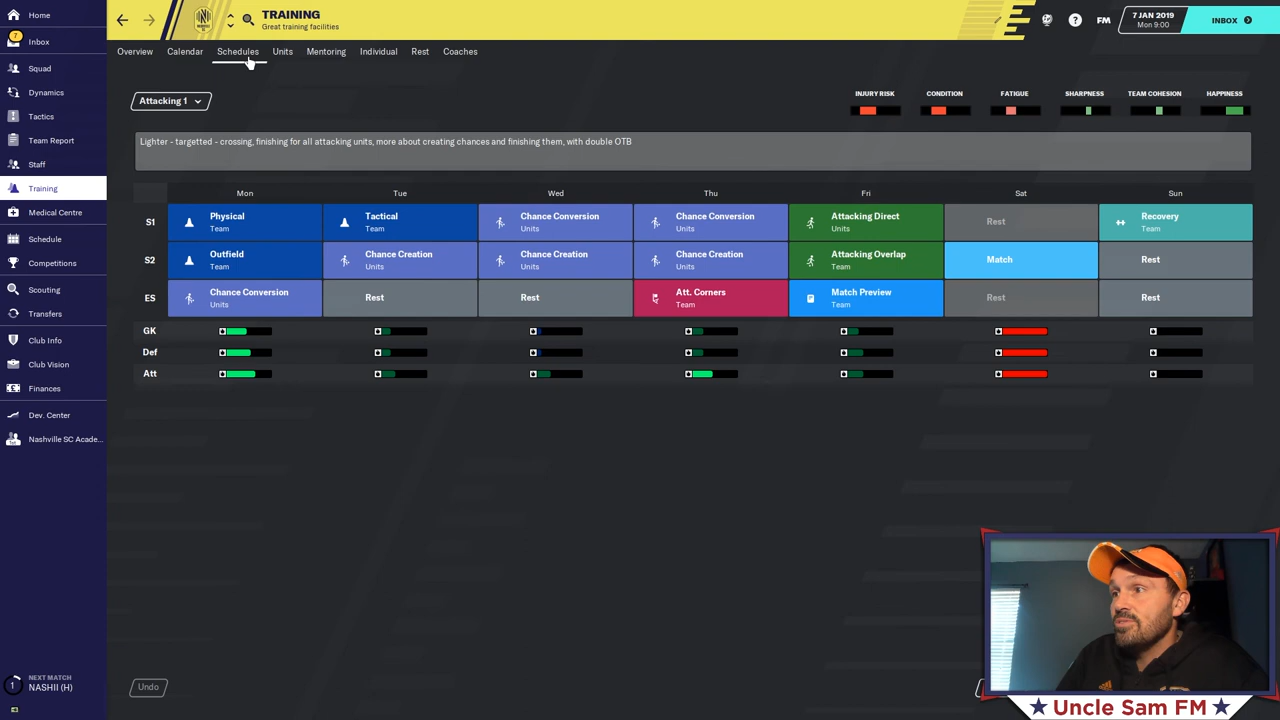 Home
7
Inbox
Squad
Dynamics
Tactics
Team Report
Staff
Training
Medical Centre
Schedule
Competitions
Scouting
Transfers
Club Info
Club Vision
Finances
Dev. Center
Nashville SC Acade...
NEXT MATCH
NASHII (H)
N
TRAINING
Great training facilities
?
FM
7 JAN 2019
Mon 9:00
INBOX
Overview
Calendar
Schedules
Units
Mentoring
Individual
Rest
Coaches
Attacking 1
INJURY RISK
CONDITION
FATIGUE
SHARPNESS
TEAM COHESION
HAPPINESS
Lighter - targetted - crossing, finishing for all attacking units, more about creating chances and finishing them, with double OTB
Mon Tue Wed Thu Fri Sat Sun
S1
Physical
Team
Tactical
Team
Chance Conversion
Units
Chance Conversion
Units
Attacking Direct
Units
Rest
Recovery
Team
S2
Outfield
Team
Chance Creation
Units
Chance Creation
Units
Chance Creation
Units
Attacking Overlap
Team
Match
Rest
ES
Chance Conversion
Units
Rest
Rest
Att. Corners
Team
Match Preview
Team
Rest
Rest
GK
Def
Att
Undo
Uncle Sam FM